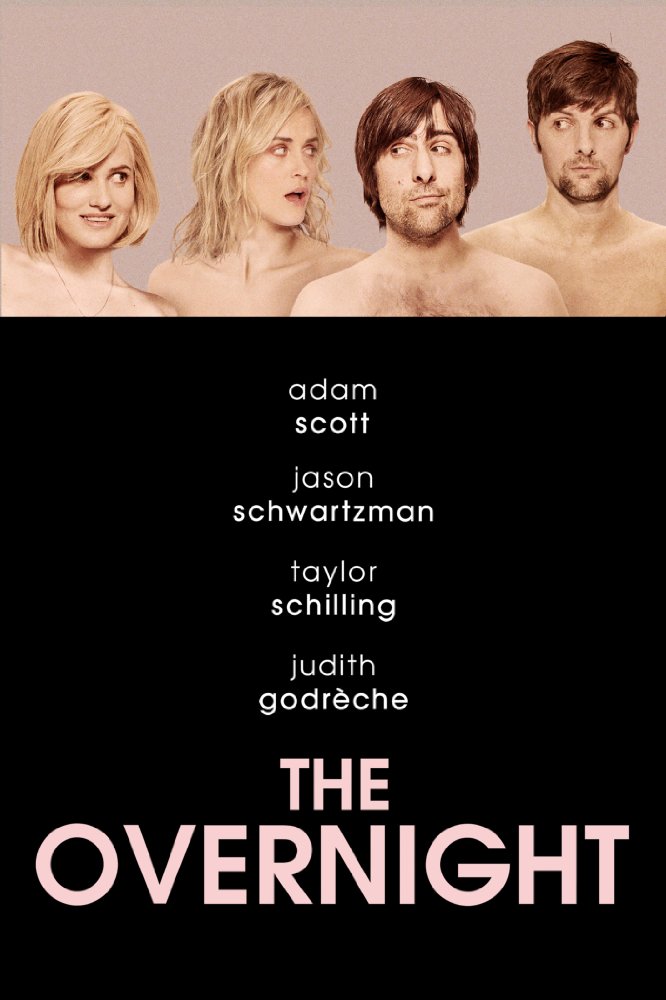 adam
scott
jason
schwartzman
taylor
schilling
judith
godrèche
THE
OVERNIGHT